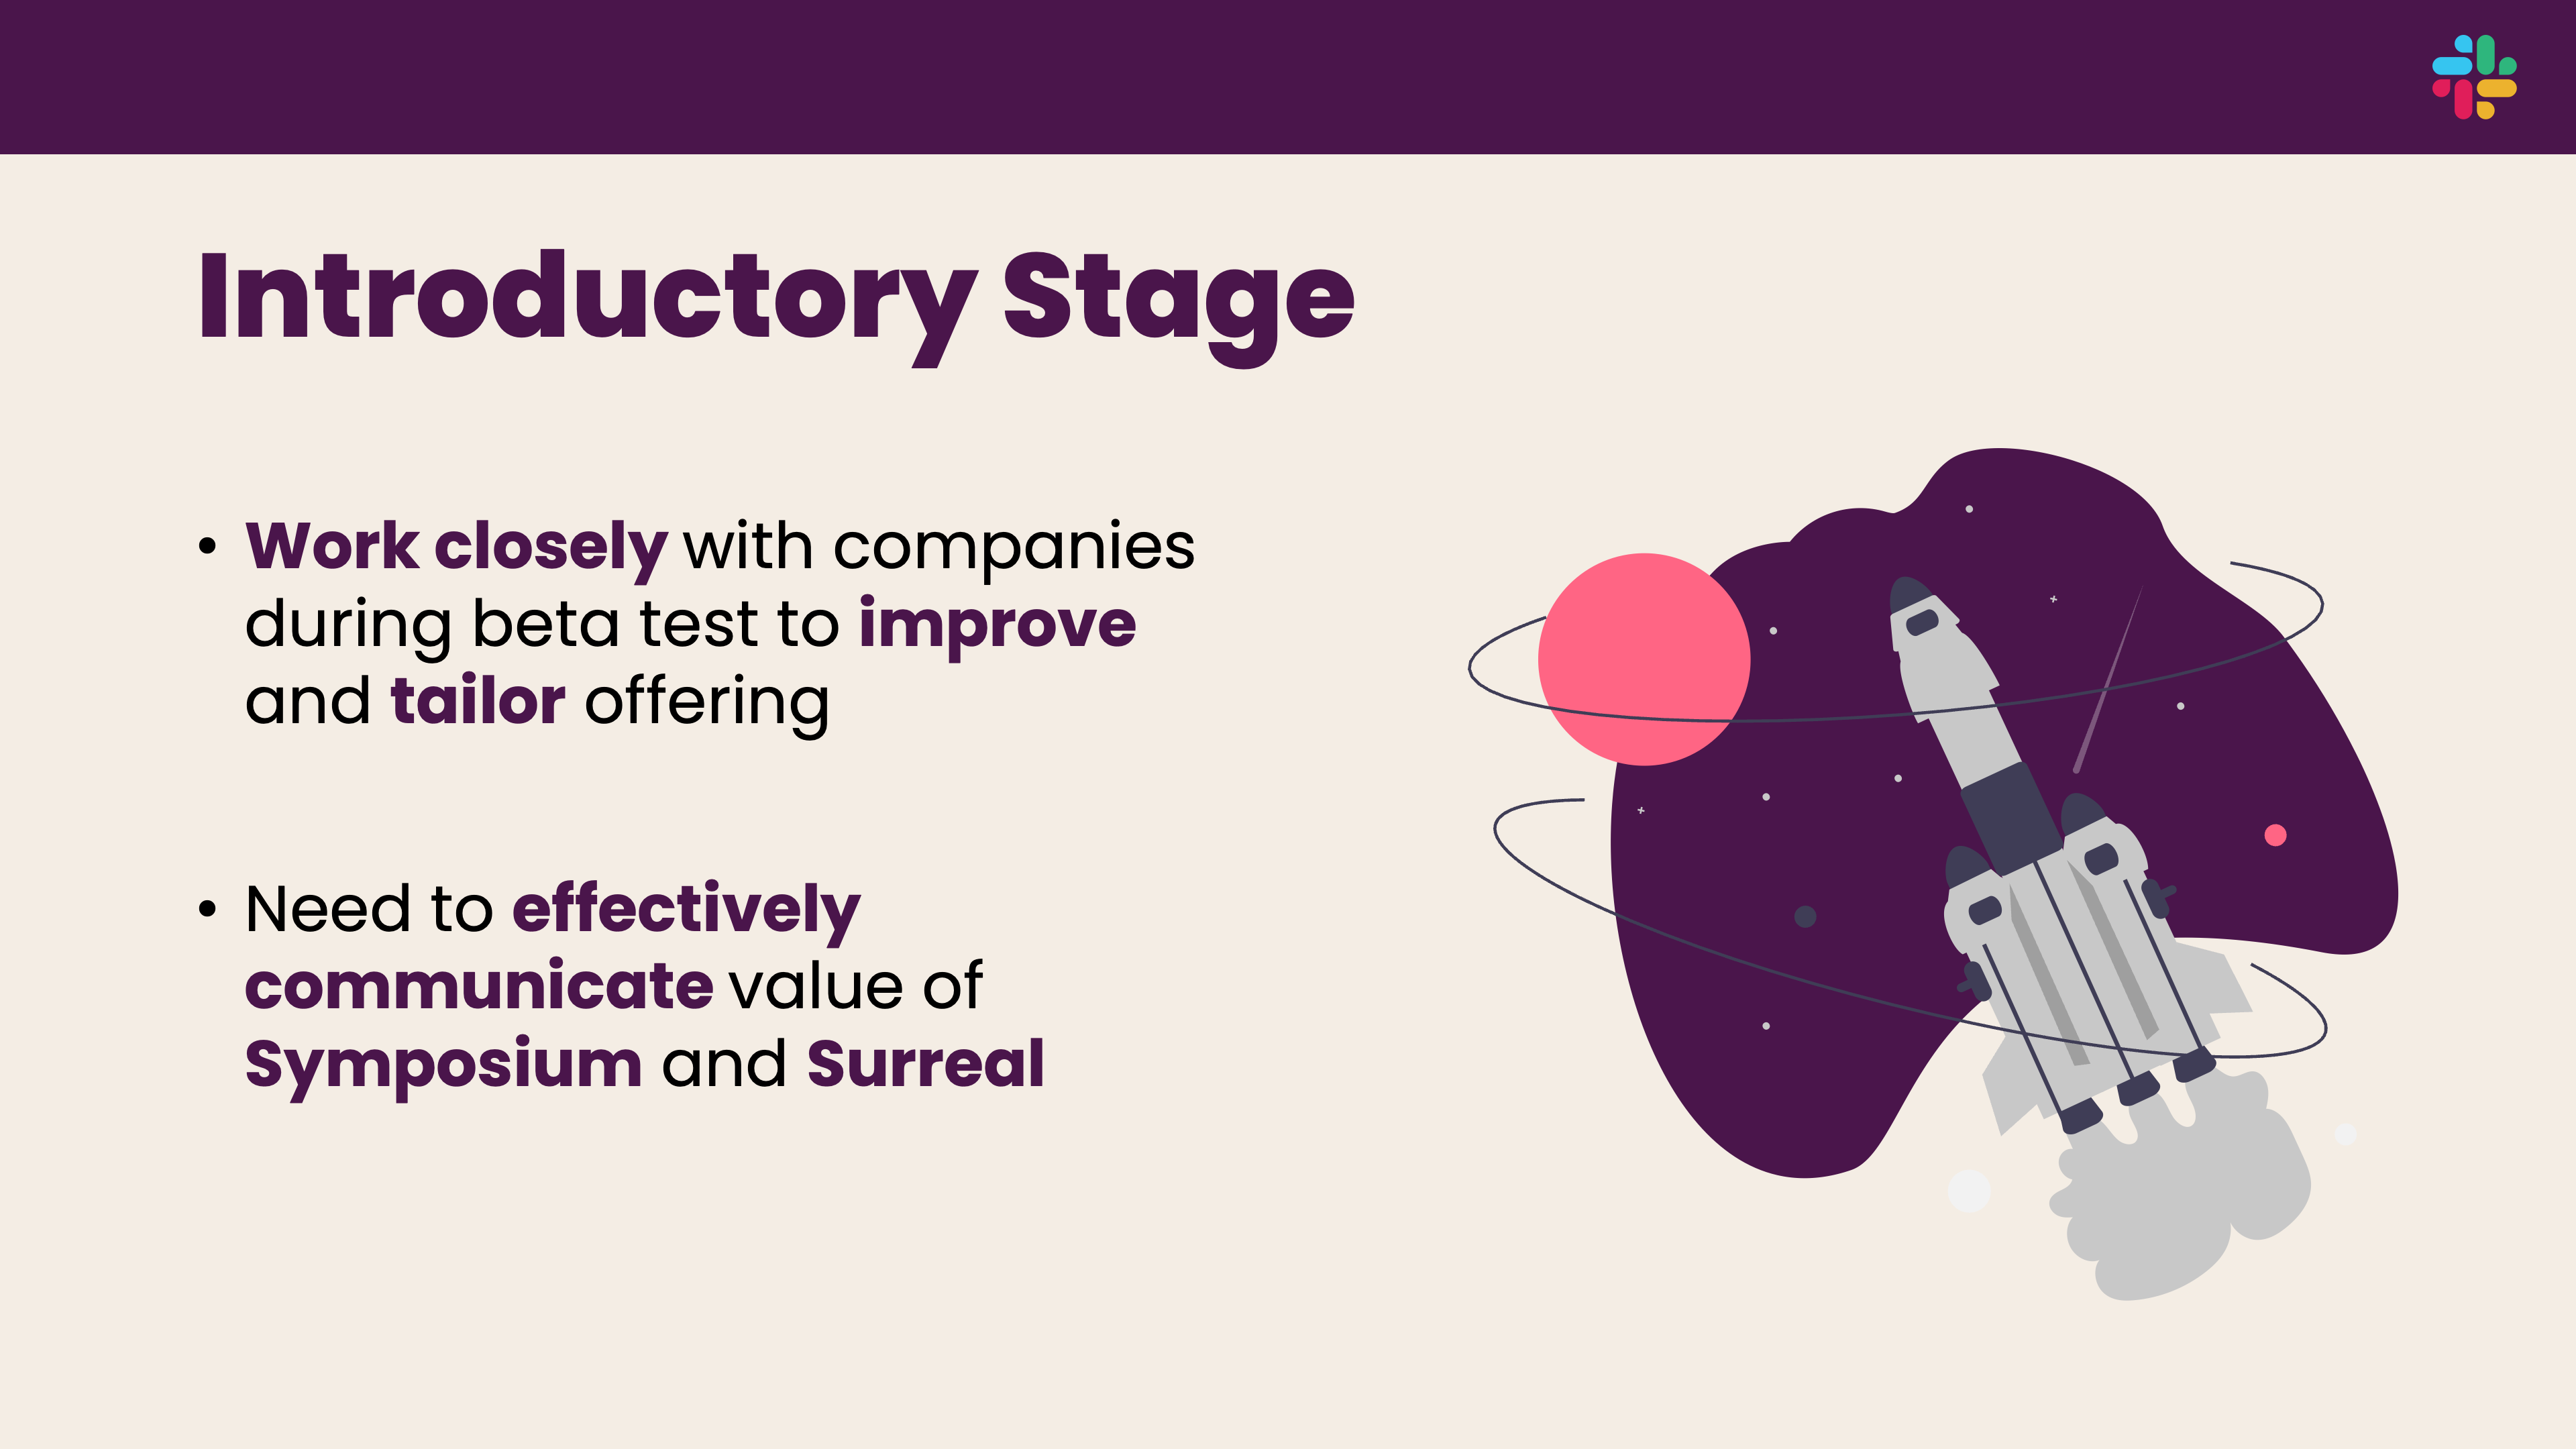 Introductory Stage
• Work closely with companies
during beta test to improve
and tailor offering
• Need to effectively
communicate value of
Symposium and Surreal